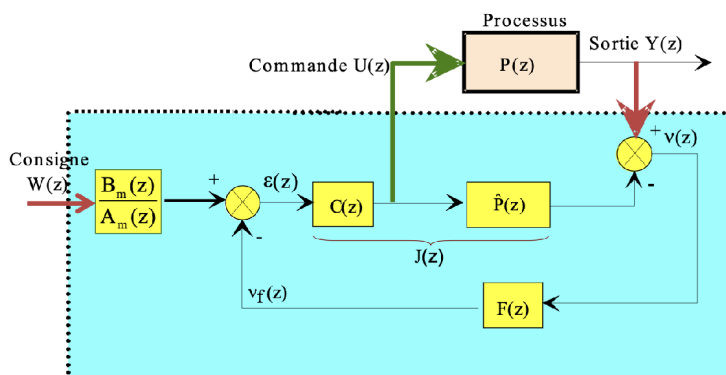 Processus
Sortie Y(z)
Commande U(z)
P(z)
Consigne
W(z)
+
ν(z)
-
B_m(z)
A_m(z)
+
ε(z)
-
C(z)
P̂(z)
J(z)
ν_f(z)
F(z)